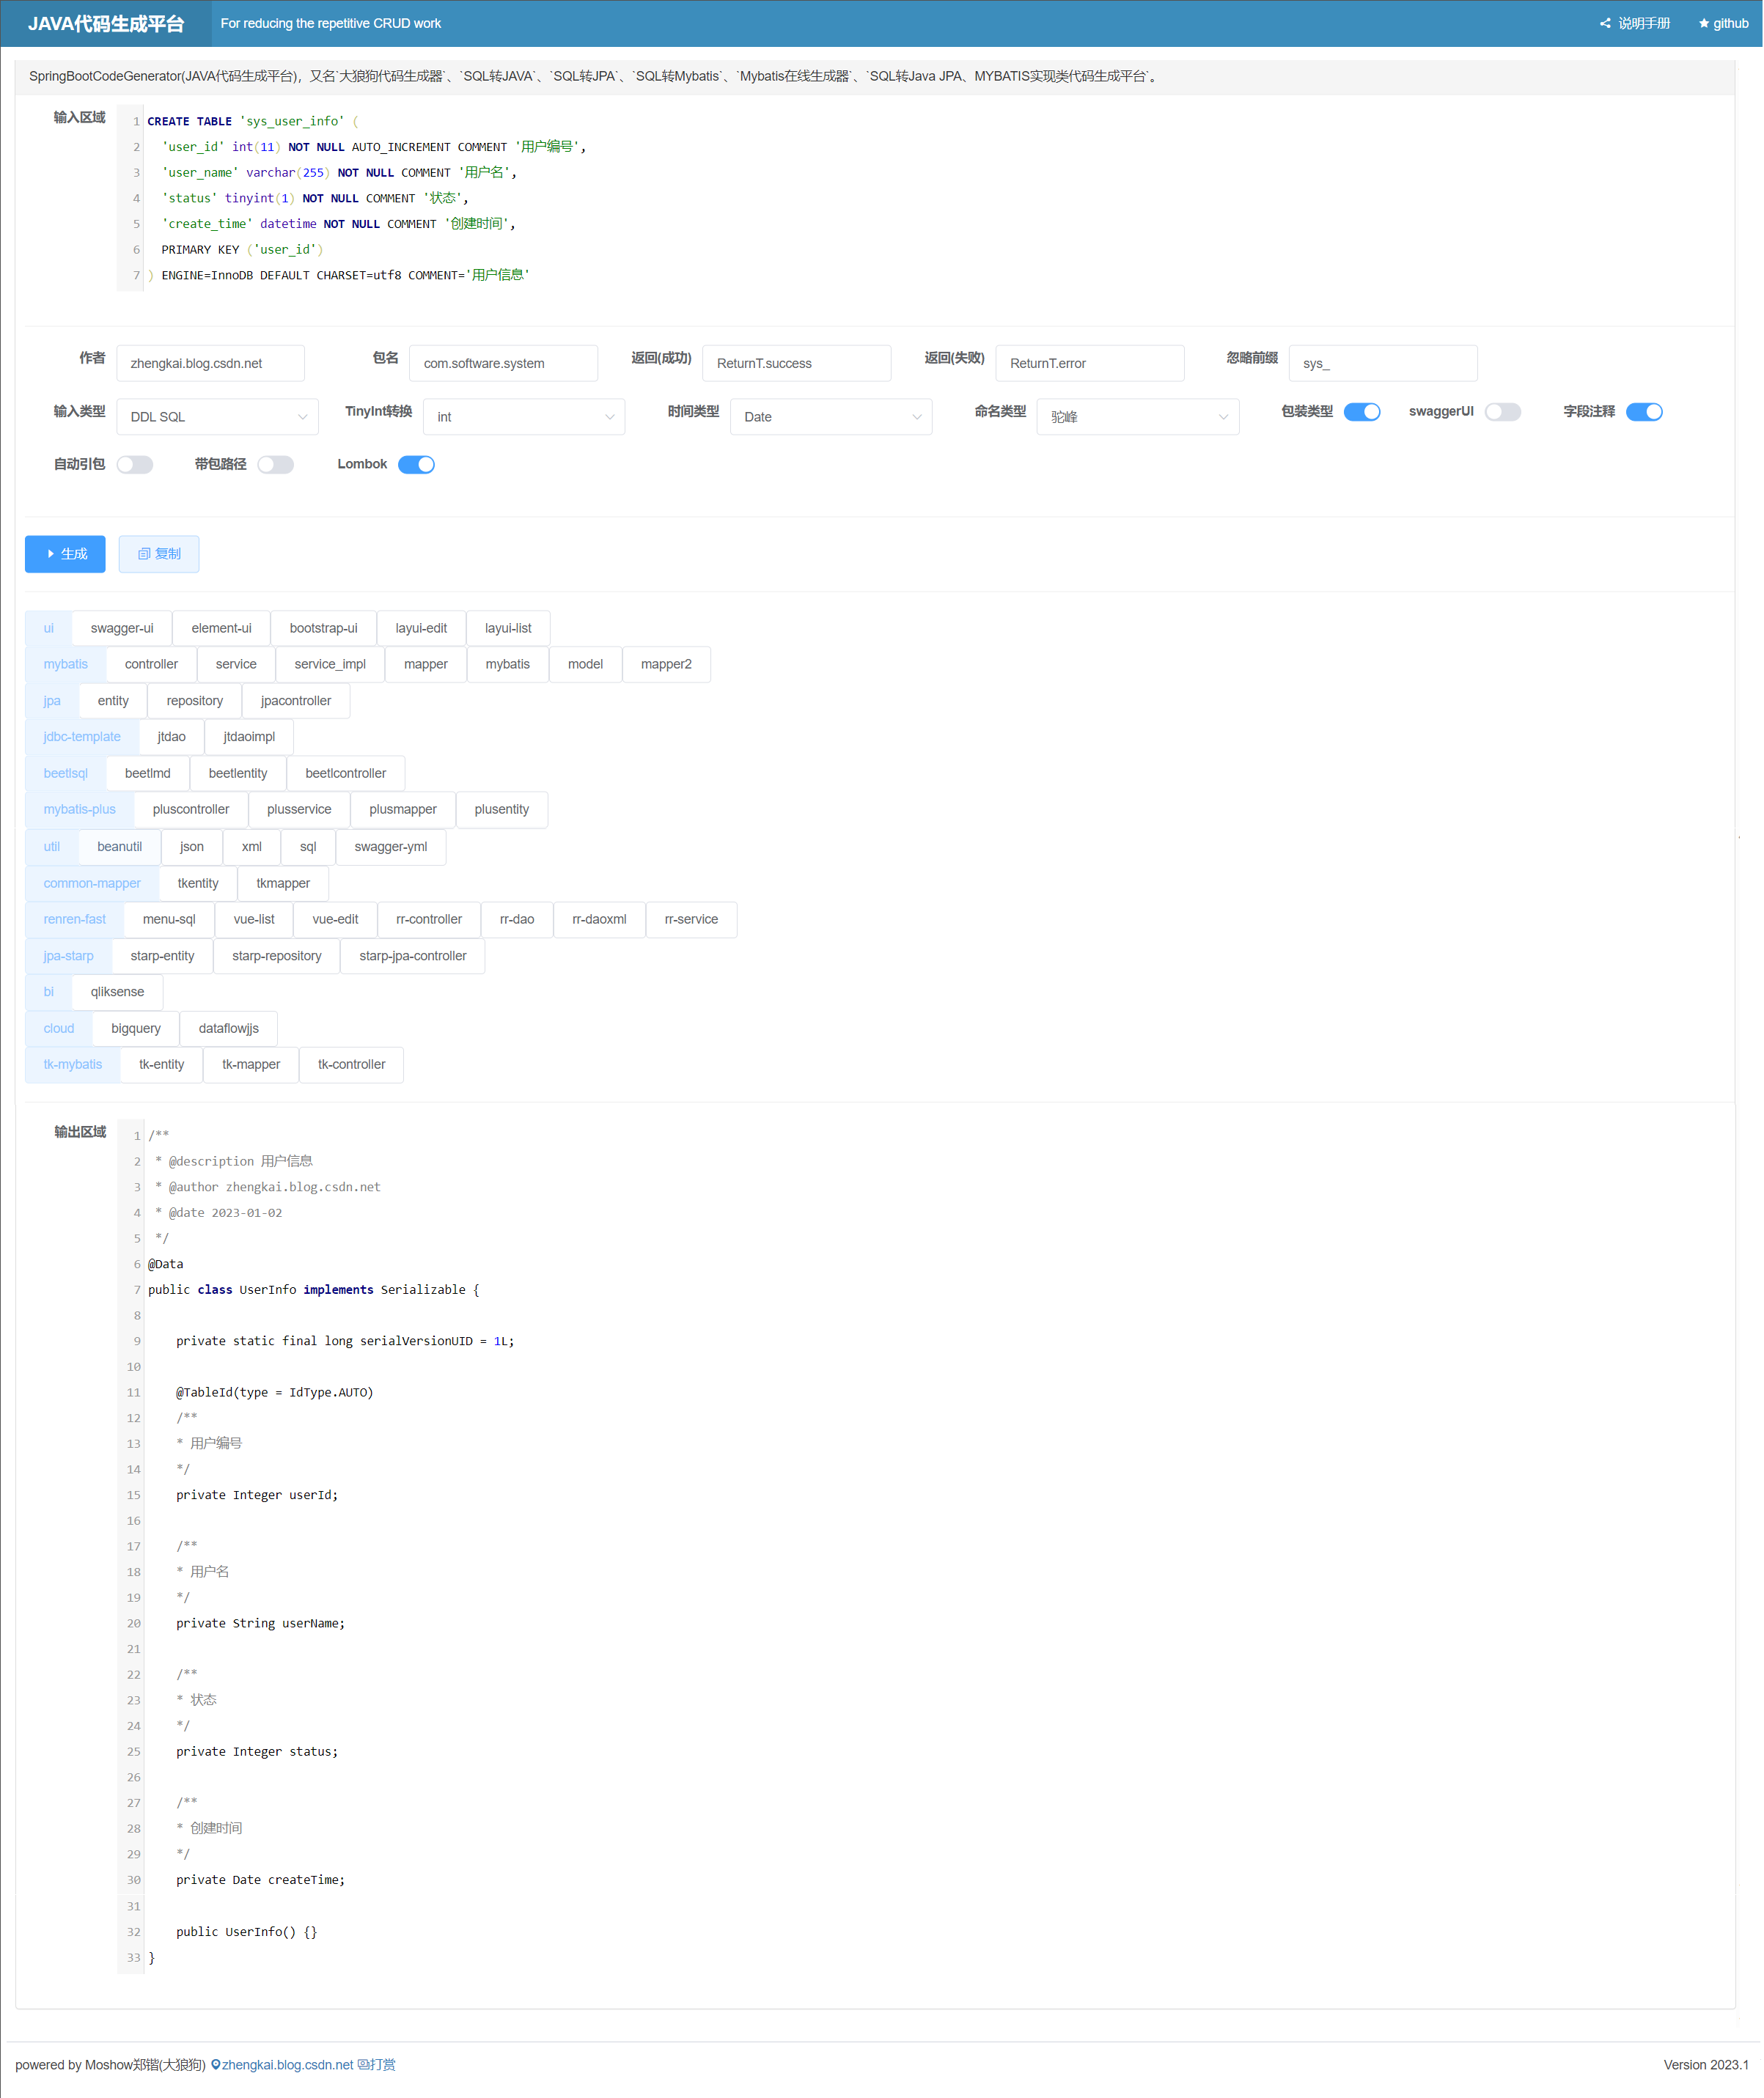 JAVA代码生成平台 For reducing the repetitive CRUD work 说明手册 github
SpringBootCodeGenerator(JAVA代码生成平台)，又名`大狼狗代码生成器`、`SQL转JAVA`、`SQL转JPA`、`SQL转Mybatis`、`Mybatis在线生成器`、`SQL转Java JPA、MYBATIS实现类代码生成平台`。
输入区域
1 CREATE TABLE 'sys_user_info' (
2 'user_id' int(11) NOT NULL AUTO_INCREMENT COMMENT '用户编号',
3 'user_name' varchar(255) NOT NULL COMMENT '用户名',
4 'status' tinyint(1) NOT NULL COMMENT '状态',
5 'create_time' datetime NOT NULL COMMENT '创建时间',
6 PRIMARY KEY ('user_id')
7 ) ENGINE=InnoDB DEFAULT CHARSET=utf8 COMMENT='用户信息'
作者 zhengkai.blog.csdn.net 包名 com.software.system 返回(成功) ReturnT.success 返回(失败) ReturnT.error 忽略前缀 sys_
输入类型 DDL SQL TinyInt转换 int 时间类型 Date 命名类型 驼峰 包装类型 swaggerUI 字段注释
自动引包 带包路径 Lombok
生成 复制
ui swagger-ui element-ui bootstrap-ui layui-edit layui-list
mybatis controller service service_impl mapper mybatis model mapper2
jpa entity repository jpacontroller
jdbc-template jtdao jtdaoimpl
beetlsql beetlmd beetlentity beetlcontroller
mybatis-plus pluscontroller plusservice plusmapper plusentity
util beanutil json xml sql swagger-yml
common-mapper tkentity tkmapper
renren-fast menu-sql vue-list vue-edit rr-controller rr-dao rr-daoxml rr-service
jpa-starp starp-entity starp-repository starp-jpa-controller
bi qliksense
cloud bigquery dataflowjjs
tk-mybatis tk-entity tk-mapper tk-controller
输出区域
1 /**
2 * @description 用户信息
3 * @author zhengkai.blog.csdn.net
4 * @date 2023-01-02
5 */
6 @Data
7 public class UserInfo implements Serializable {
8
9 private static final long serialVersionUID = 1L;
10
11 @TableId(type = IdType.AUTO)
12 /**
13 * 用户编号
14 */
15 private Integer userId;
16
17 /**
18 * 用户名
19 */
20 private String userName;
21
22 /**
23 * 状态
24 */
25 private Integer status;
26
27 /**
28 * 创建时间
29 */
30 private Date createTime;
31
32 public UserInfo() {}
33 }
powered by Moshow郑锴(大狼狗) zhengkai.blog.csdn.net 打赏 Version 2023.1